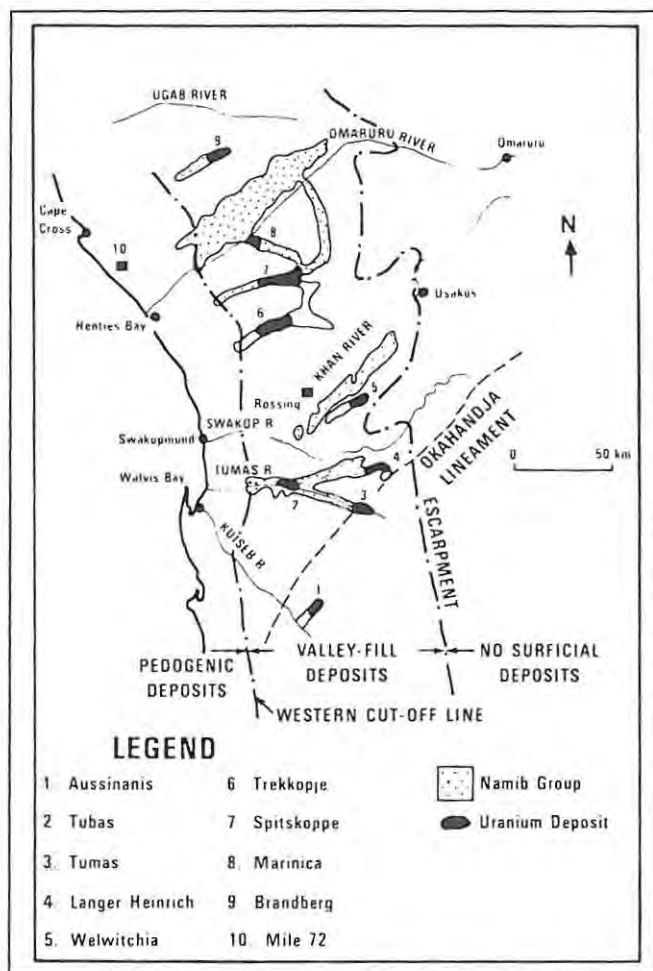 UGAB RIVER
OMARURU RIVER
Omaruru
9
Cape
Cross
10
8
N
7
Usakos
Henties Bay
6
KHAN RIVER
Rossing
5
SWAKOP R.
Swakopmund
OKAHANDJA
LINEAMENT
0 50 km
TUMAS R.
4
Walvis Bay
7
3
ESCARPMENT
KUISEB R.
1
PEDOGENIC
DEPOSITS
VALLEY-FILL
DEPOSITS
NO SURFICIAL
DEPOSITS
WESTERN CUT-OFF LINE
LEGEND
1 Aussinanis
2 Tubas
3. Tumas
4 Langer Heinrich
5. Welwitchia
6 Trekkopje
7 Spitskoppe
8. Marinica
9 Brandberg
10. Mile 72
Namib Group
Uranium Deposit